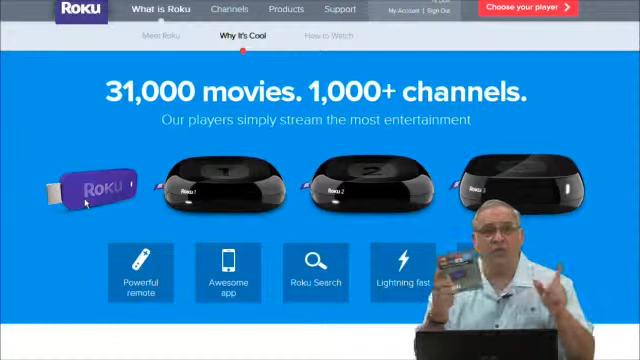 ROKU
What is Roku Channels Products Support
My Account | Sign Out
Choose your player
Meet Roku Why It's Cool How to Watch
31,000 movies. 1,000+ channels.
Our players simply stream the most entertainment
ROKU
1
2
Roku 1
Roku 2
Roku 3
Powerful
remote
Awesome
app
Roku Search
Lightning fast